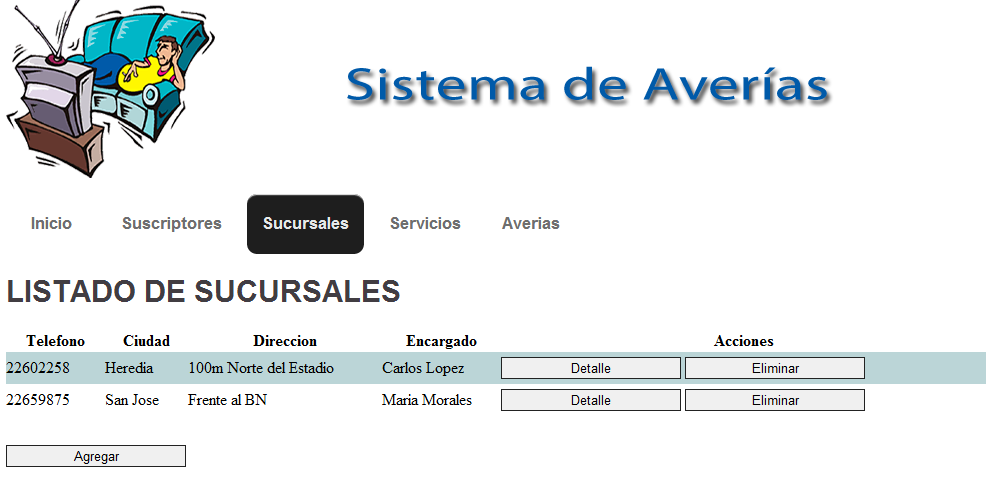 Sistema de Averías
Inicio Suscriptores Sucursales Servicios Averias
LISTADO DE SUCURSALES
Telefono Ciudad Direccion Encargado Acciones
22602258 Heredia 100m Norte del Estadio Carlos Lopez Detalle Eliminar
22659875 San Jose Frente al BN Maria Morales Detalle Eliminar
Agregar